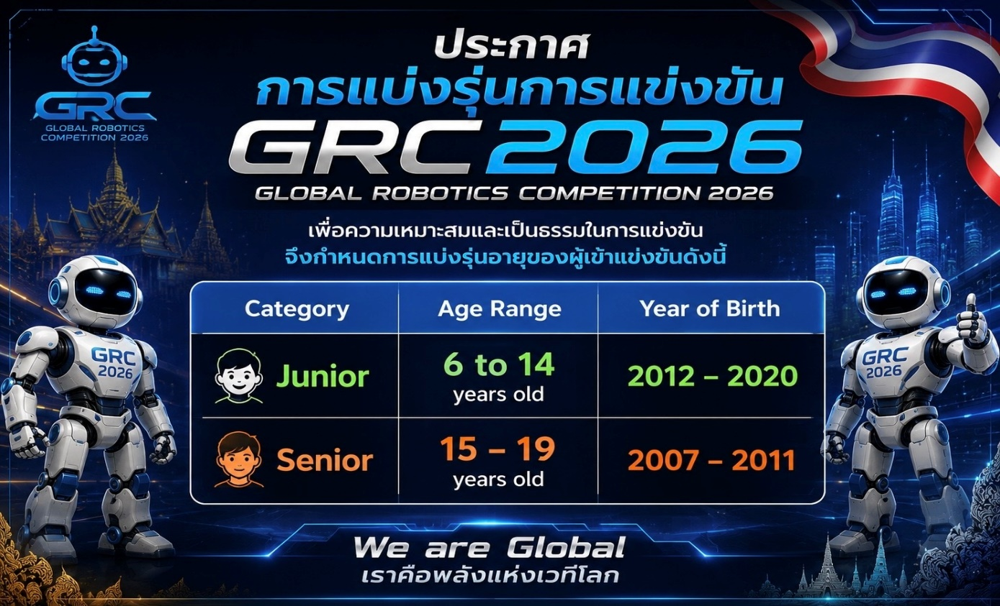 GRC
GLOBAL ROBOTICS
COMPETITION 2026
ประกาศ
การแบ่งรุ่นการแข่งขัน
GRC 2026
GLOBAL ROBOTICS COMPETITION 2026
เพื่อความเหมาะสมและเป็นธรรมในการแข่งขัน
จึงกำหนดการแบ่งรุ่นอายุของผู้เข้าแข่งขันดังนี้
Category Age Range Year of Birth
Junior 6 to 14 years old 2012 – 2020
Senior 15 – 19 years old 2007 – 2011
GRC
2026
GRC
2026
We are Global
เราคือพลังแห่งเวทีโลก